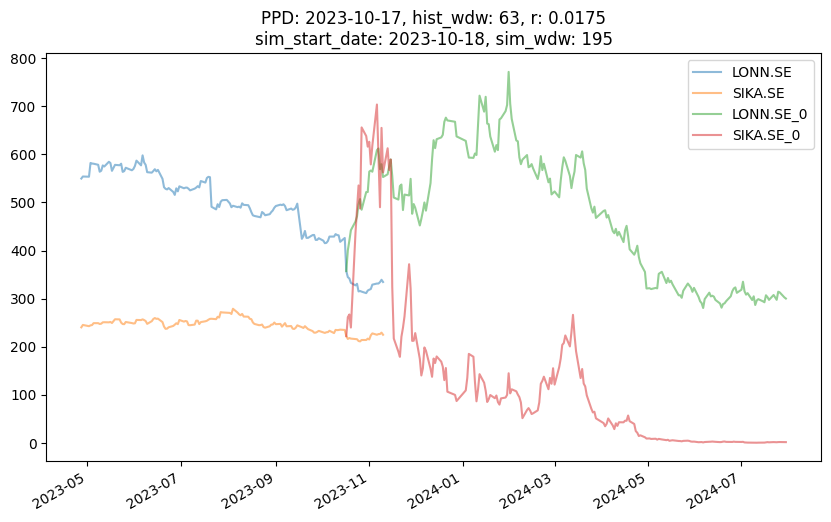 PPD: 2023-10-17, hist_wdw: 63, r: 0.0175
sim_start_date: 2023-10-18, sim_wdw: 195
LONN.SE
SIKA.SE
LONN.SE_0
SIKA.SE_0
800
700
600
500
400
300
200
100
0
2023-05
2023-07
2023-09
2023-11
2024-01
2024-03
2024-05
2024-07